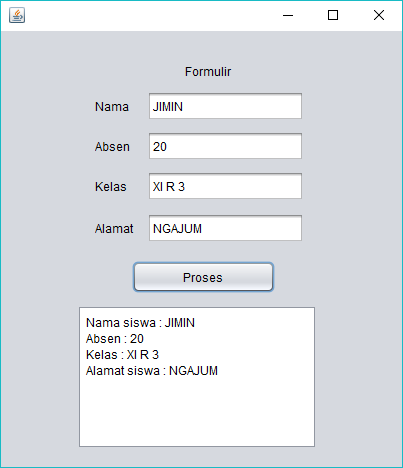 Formulir
Nama JIMIN
Absen 20
Kelas XI R 3
Alamat NGAJUM
Proses
Nama siswa : JIMIN
Absen : 20
Kelas : XI R 3
Alamat siswa : NGAJUM